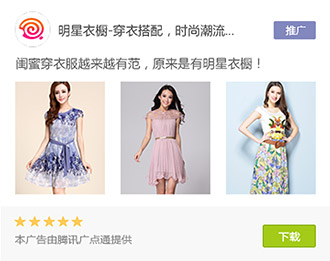 明星衣橱-穿衣搭配，时尚潮流...
推广
闺蜜穿衣服越来越有范，原来是有明星衣橱！
本广告由腾讯广点通提供
下载